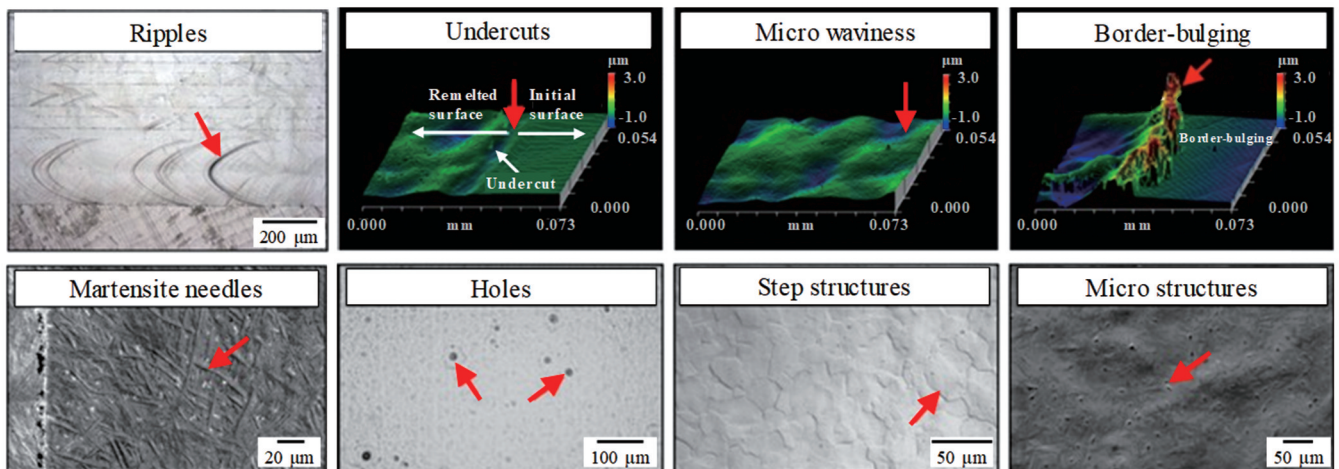 Ripples
200 μm
Undercuts
μm
3.0
-1.0
0.054
Remelted surface
Initial surface
Undercut
0.000
0.000
mm
0.073
Micro waviness
μm
3.0
-1.0
0.054
0.000
0.000
mm
0.073
Border-bulging
μm
3.0
-1.0
0.054
Border-bulging
0.000
0.000
mm
0.073
Martensite needles
20 μm
Holes
100 μm
Step structures
50 μm
Micro structures
50 μm